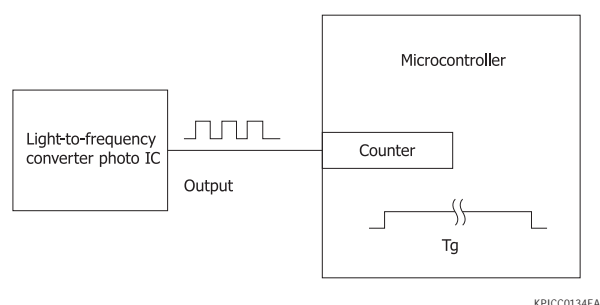 Microcontroller
Light-to-frequency
converter photo IC
Counter
Output
Tg
KPICC0134EA